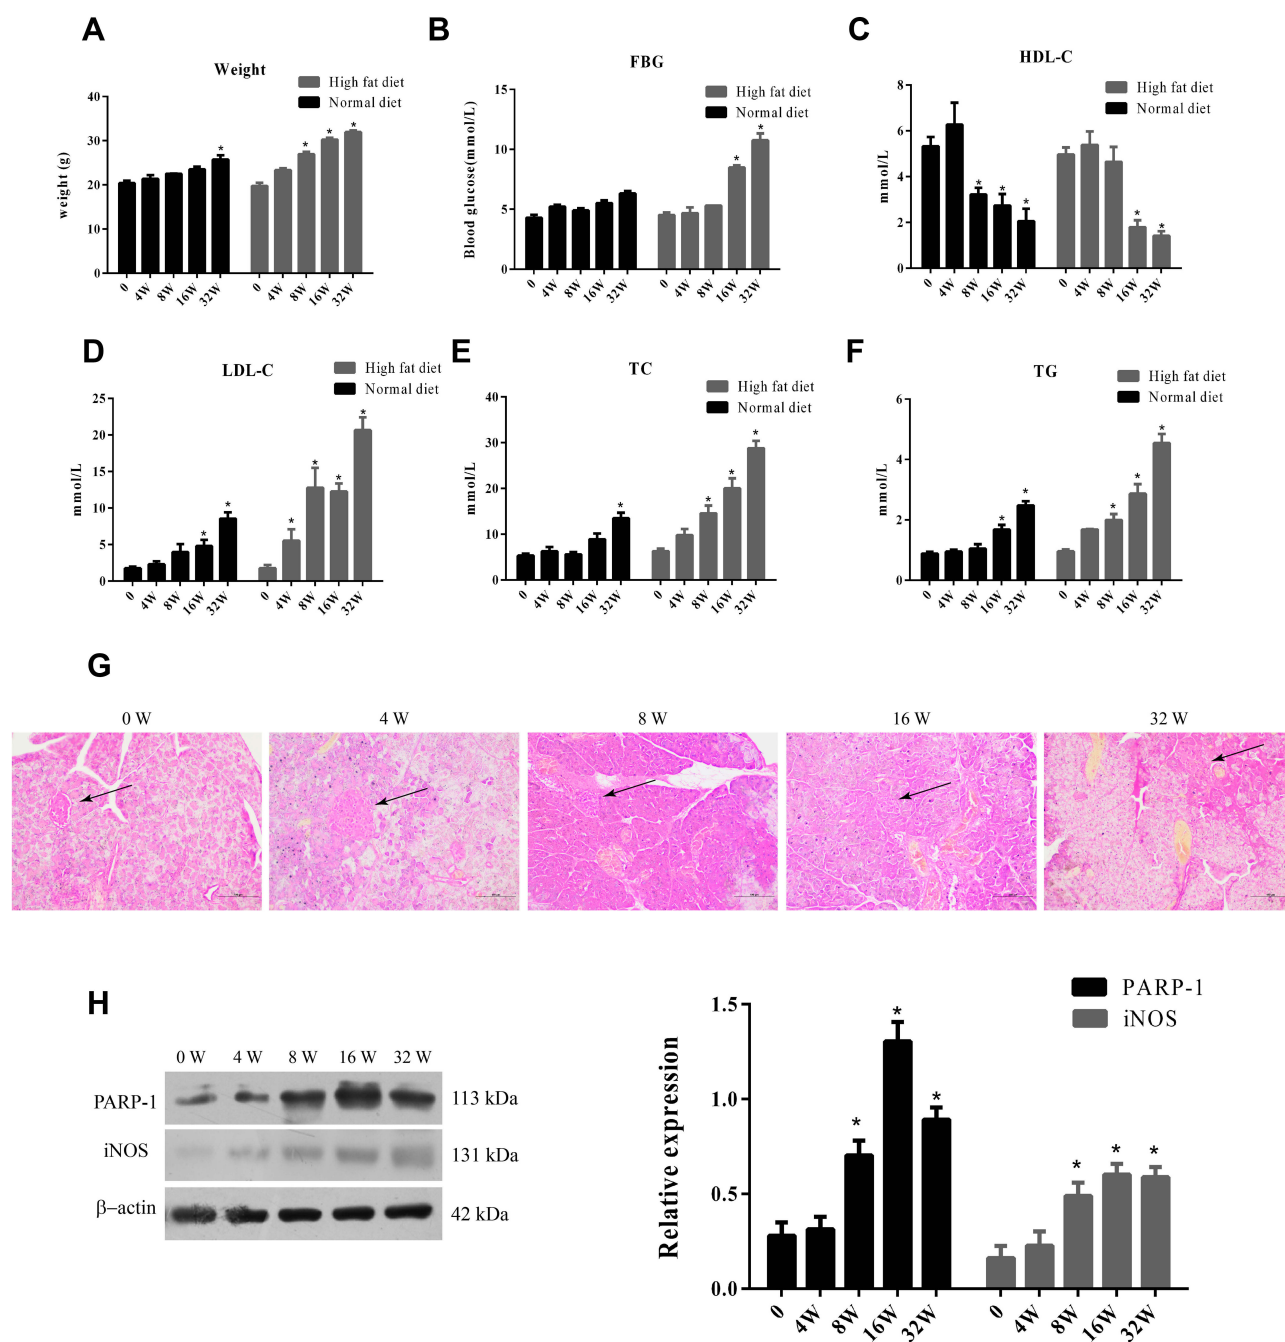 A
Weight
High fat diet
Normal diet
weight (g)
40
30
20
10
0
0 4W 8W 16W 32W 0 4W 8W 16W 32W
B
FBG
High fat diet
Normal diet
Blood glucose(mmol/L)
15
10
5
0
0 4W 8W 16W 32W 0 4W 8W 16W 32W
C
HDL-C
High fat diet
Normal diet
mmol/L
8
6
4
2
0
0 4W 8W 16W 32W 0 4W 8W 16W 32W
D
LDL-C
High fat diet
Normal diet
mmol/L
25
20
15
10
5
0
0 4W 8W 16W 32W 0 4W 8W 16W 32W
E
TC
High fat diet
Normal diet
mmol/L
40
30
20
10
0
0 4W 8W 16W 32W 0 4W 8W 16W 32W
F
TG
High fat diet
Normal diet
mmol/L
6
4
2
0
0 4W 8W 16W 32W 0 4W 8W 16W 32W
G
0 W 4 W 8 W 16 W 32 W
H
0 W 4 W 8 W 16 W 32 W
PARP-1 113 kDa
iNOS 131 kDa
β-actin 42 kDa
PARP-1
iNOS
Relative expression
1.5
1.0
0.5
0.0
0 4W 8W 16W 32W 0 4W 8W 16W 32W